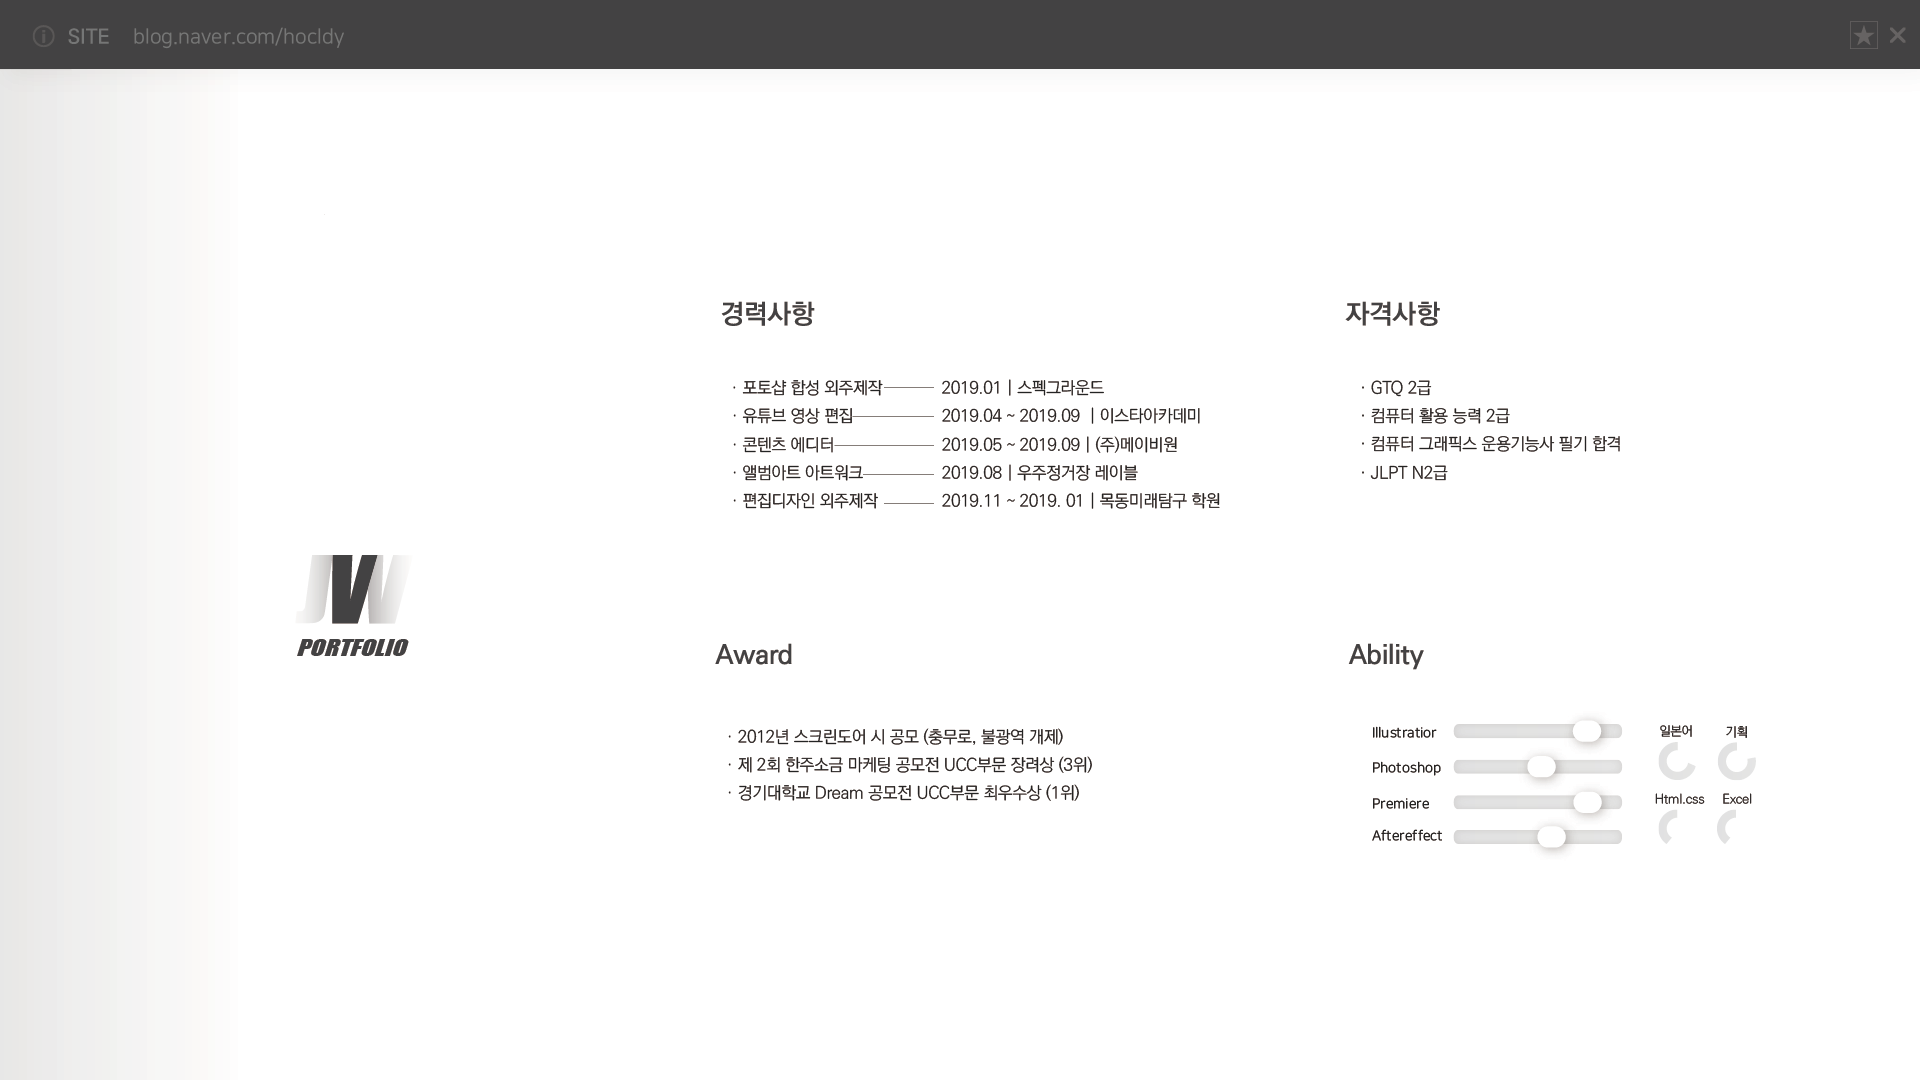 SITE blog.naver.com/hocldy
JW
PORTFOLIO
경력사항
· 포토샵 합성 외주제작 2019.01 | 스펙그라운드
· 유튜브 영상 편집 2019.04 ~ 2019.09 | 이스타아카데미
· 콘텐츠 에디터 2019.05 ~ 2019.09 | (주)메이비원
· 앨범아트 아트워크 2019.08 | 우주정거장 레이블
· 편집디자인 외주제작 2019.11 ~ 2019. 01 | 목동미래탐구 학원
자격사항
· GTQ 2급
· 컴퓨터 활용 능력 2급
· 컴퓨터 그래픽스 운용기능사 필기 합격
· JLPT N2급
Award
· 2012년 스크린도어 시 공모 (충무로, 불광역 개제)
· 제 2회 한주소금 마케팅 공모전 UCC부문 장려상 (3위)
· 경기대학교 Dream 공모전 UCC부문 최우수상 (1위)
Ability
Illustratior
Photoshop
Premiere
Aftereffect
일본어 기획
Html.css Excel